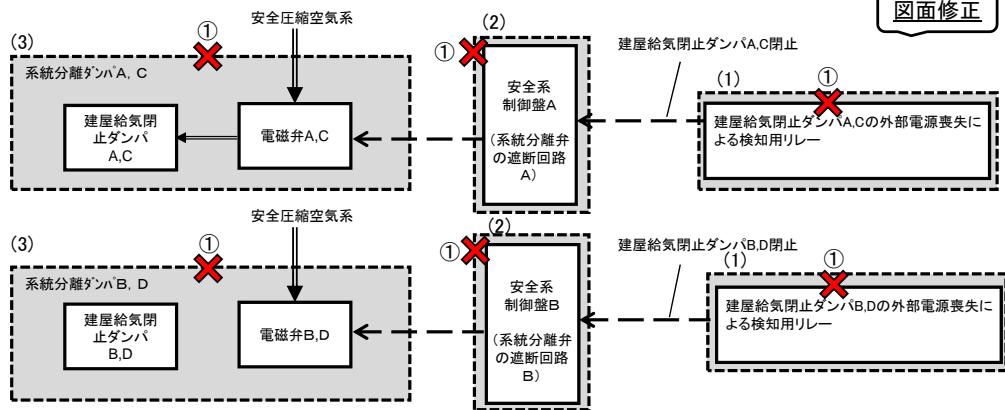 図面修正
安全圧縮空気系
(3)
①
系統分離ﾀﾞﾝﾊﾟA, C
建屋給気閉
止ダンパ
A,C
電磁弁A,C
(2)
①
安全系
制御盤A
(系統分離弁
の遮断回路
A)
建屋給気閉止ダンパA,C閉止
(1)
①
建屋給気閉止ダンパA,Cの外部電源喪失に
よる検知用リレー
安全圧縮空気系
(3)
①
系統分離ﾀﾞﾝﾊﾟB, D
建屋給気閉
止ダンパ
B,D
電磁弁B,D
(2)
①
安全系
制御盤B
(系統分離弁
の遮断回路
B)
建屋給気閉止ダンパB,D閉止
(1)
①
建屋給気閉止ダンパB,Dの外部電源喪失に
よる検知用リレー